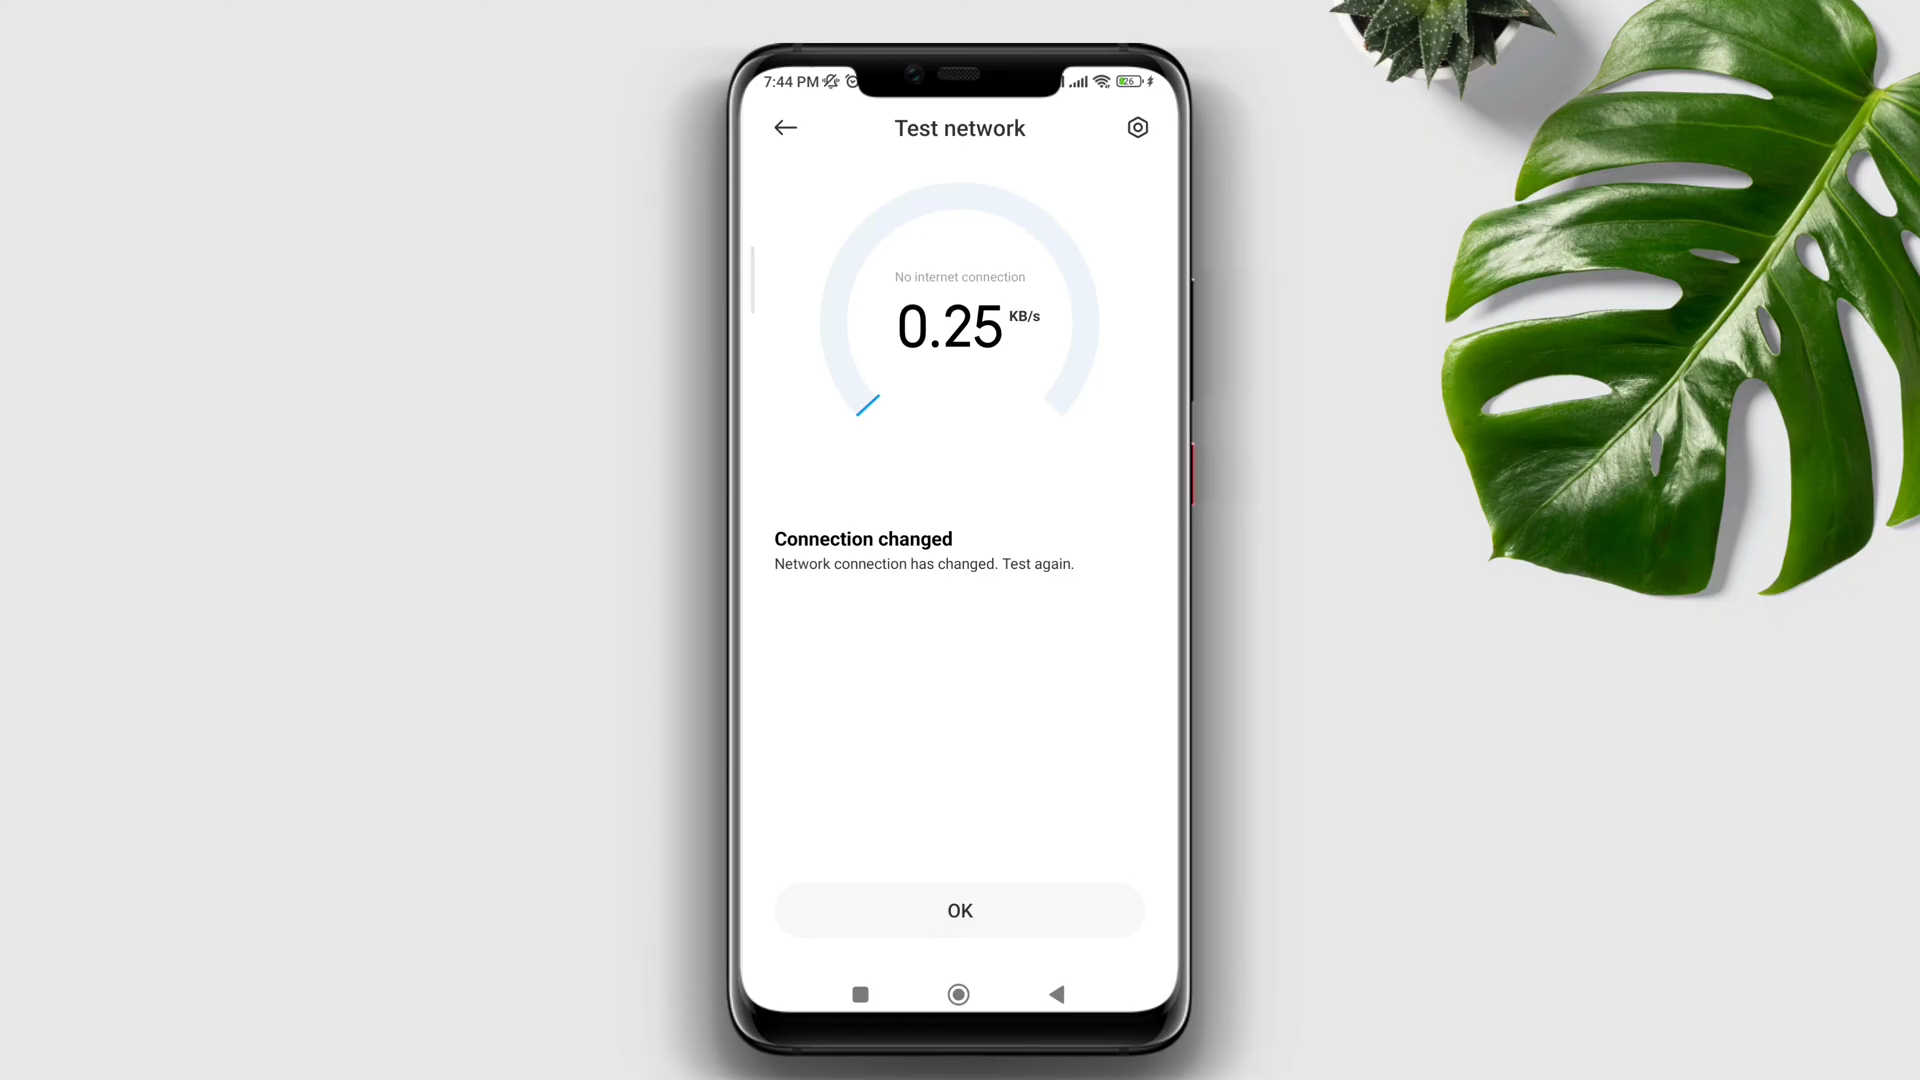 7:44 PM 26
Test network
No internet connection
0.25 KB/s
Connection changed
Network connection has changed. Test again.
OK